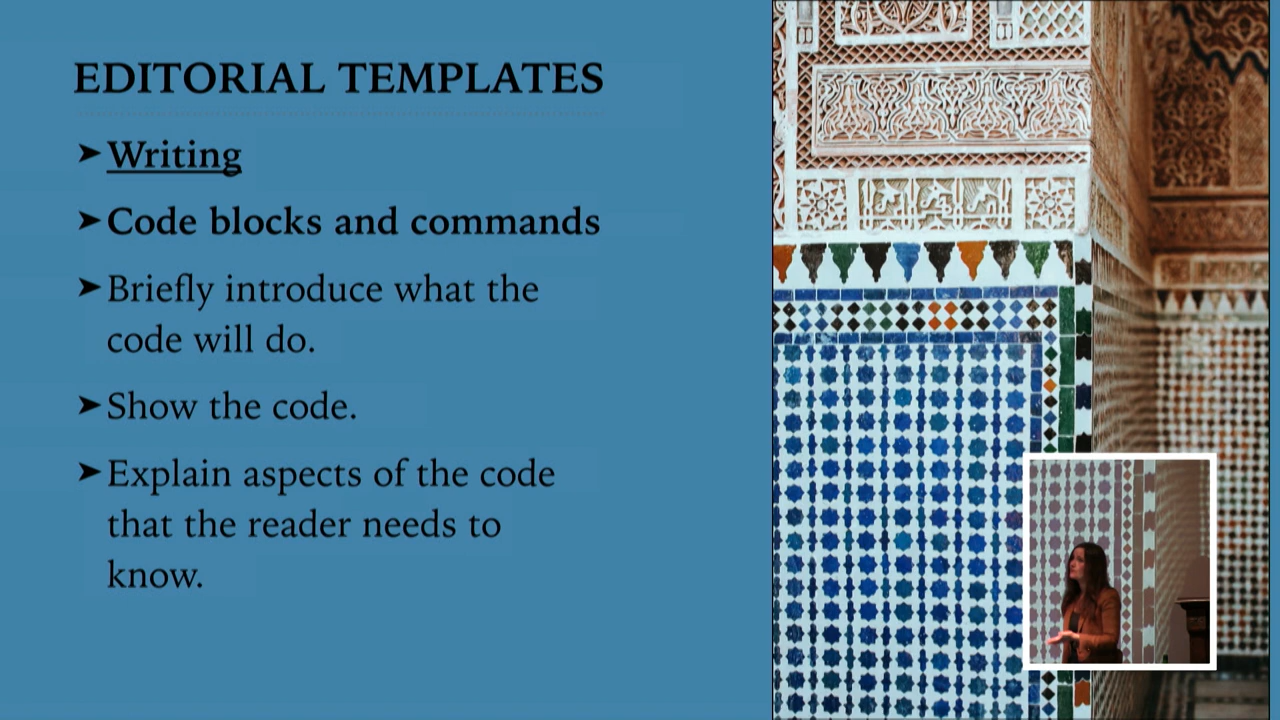 EDITORIAL TEMPLATES
➤ Writing
➤ Code blocks and commands
➤ Briefly introduce what the
code will do.
➤ Show the code.
➤ Explain aspects of the code
that the reader needs to
know.